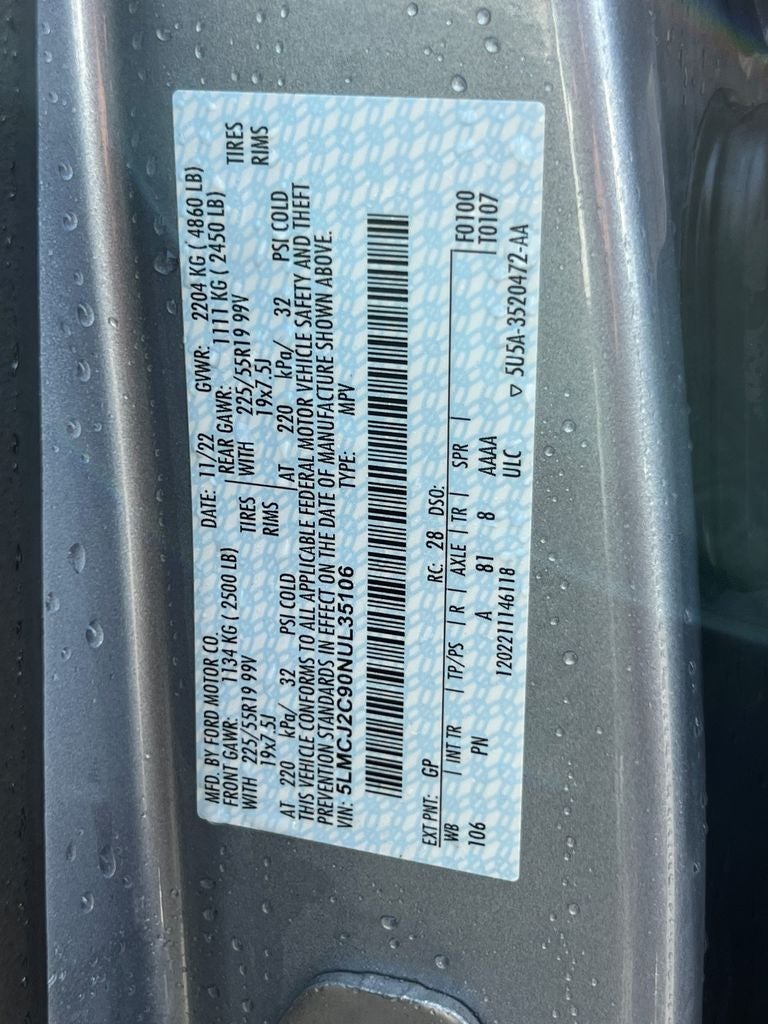 MFD. BY FORD MOTOR CO.
DATE: 11/22 GVWR: 2204 KG ( 4860 LB)
FRONT GAWR: 1134 KG ( 2500 LB)
REAR GAWR: 1111 KG ( 2450 LB)
WITH 225/55R19 99V TIRES
WITH 225/55R19 99V TIRES
19x7.5J RIMS
19x7.5J RIMS
AT 220 kPa/ 32 PSI COLD
AT 220 kPa/ 32 PSI COLD
THIS VEHICLE CONFORMS TO ALL APPLICABLE FEDERAL MOTOR VEHICLE SAFETY AND THEFT
PREVENTION STANDARDS IN EFFECT ON THE DATE OF MANUFACTURE SHOWN ABOVE.
VIN: 5LMCJ2C90NUL35106 TYPE: MPV
EXT PNT: GP RC: 28 DSO: F0100
WB INT TR TP/PS R AXLE TR SPR T0107
106 PN A 81 8 AAAA
1202211146118 ULC ▽ 5U5A-3520472-AA